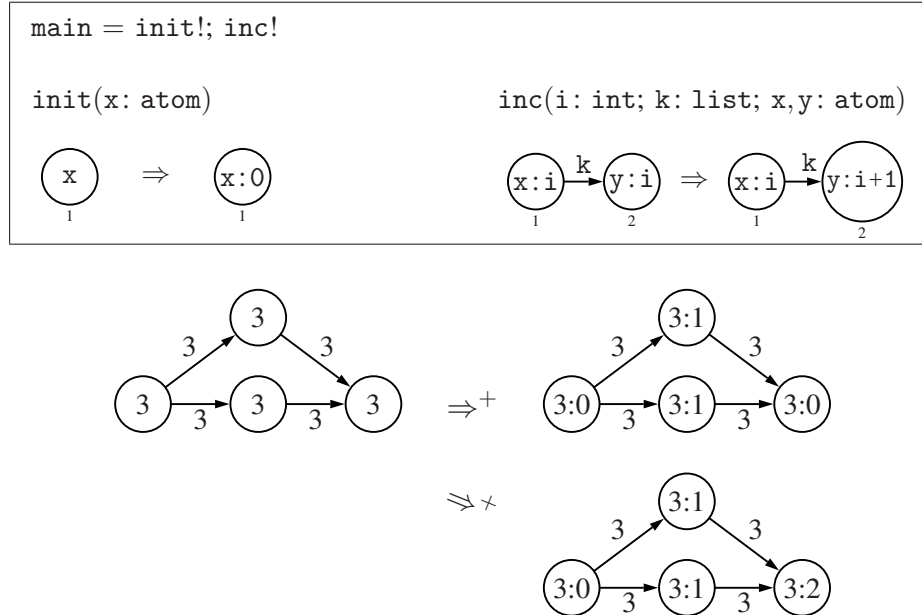 main = init!; inc!
init(x: atom) inc(i: int; k: list; x,y: atom)
x ⇒ x:0 x:i k y:i ⇒ x:i k y:i+1
1 1 1 2 1 2
3 3:1
3 3 3 3
3 3 3 ⇒+ 3:0 3:1 3:0
3 3 3 3
⇒+ 3:1
3 3
3:0 3:1 3:2
3 3